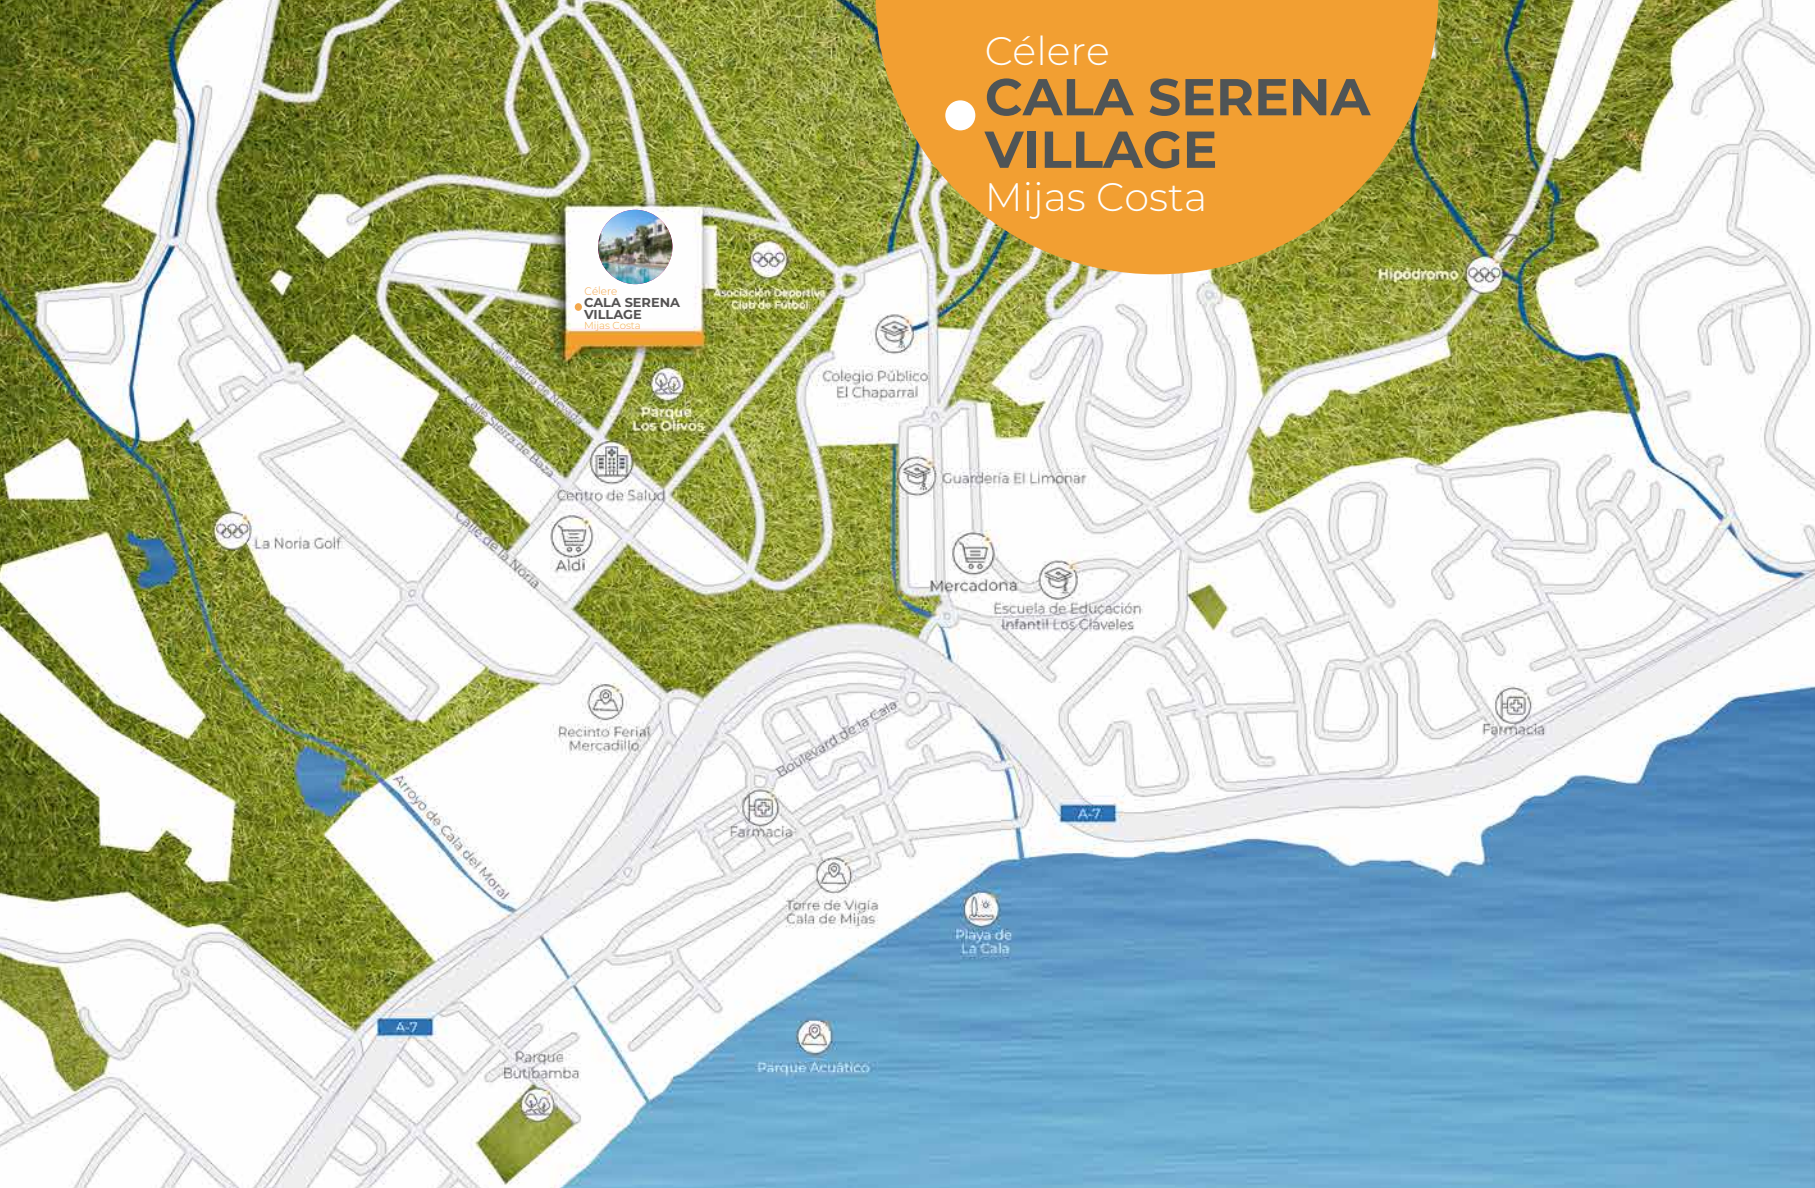 Célere
CALA SERENA
VILLAGE
Mijas Costa
Célere
CALA SERENA
VILLAGE
Mijas Costa
Asociación Deportiva
Club de Fútbol
Hipódromo
Colegio Público
El Chaparral
Calle Sierra de Nevada
Parque
Los Olivos
Calle Sierra de Baza
Centro de Salud
Guardería El Limonar
La Noria Golf
Calle de la Noria
Aldi
Mercadona
Escuela de Educación
Infantil Los Claveles
Recinto Ferial
Mercadillo
Boulevard de la Cala
Farmacia
Arroyo de Cala del Moral
A-7
Farmacia
Torre de Vigía
Cala de Mijas
Playa de
La Cala
A-7
Parque Acuático
Parque
Butibamba